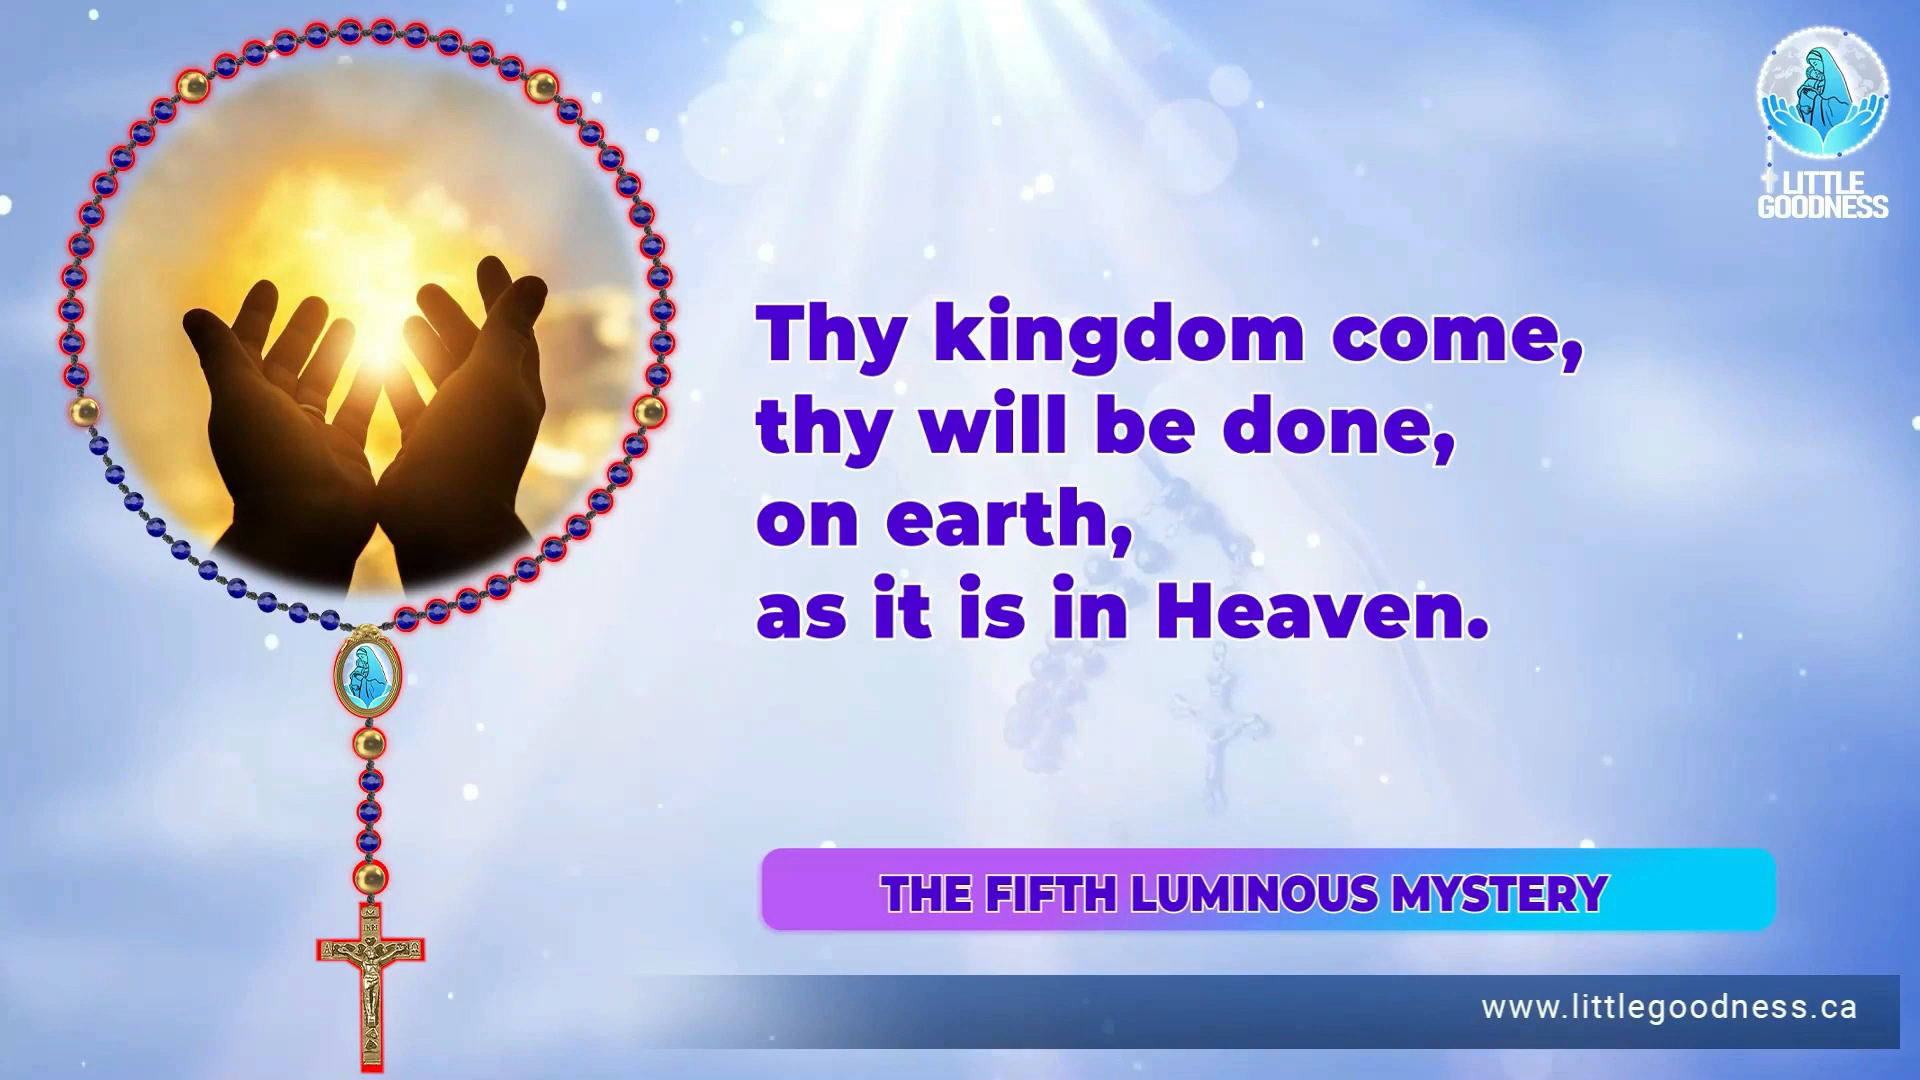 LITTLE
GOODNESS
Thy kingdom come,
thy will be done,
on earth,
as it is in Heaven.
THE FIFTH LUMINOUS MYSTERY
INRI
A Ω
www.littlegoodness.ca